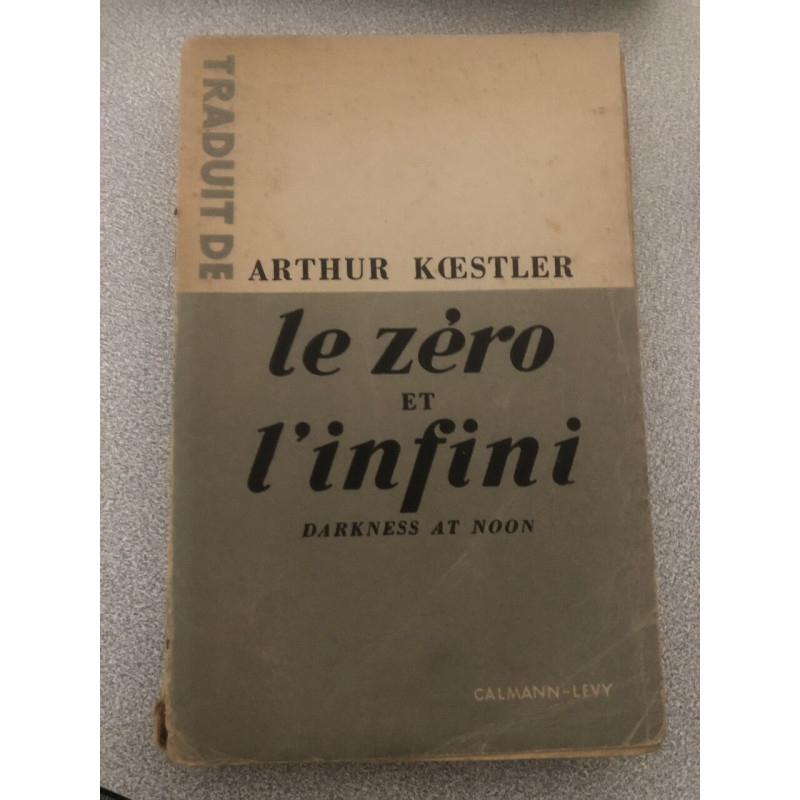 TRADUIT DE
ARTHUR KŒSTLER
le zéro
ET
l'infini
DARKNESS AT NOON
CALMANN-LEVY